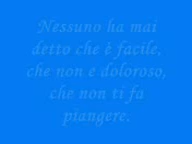 Nessuno ha mai
detto che è facile,
che non e doloroso,
che non ti fa
piangere.